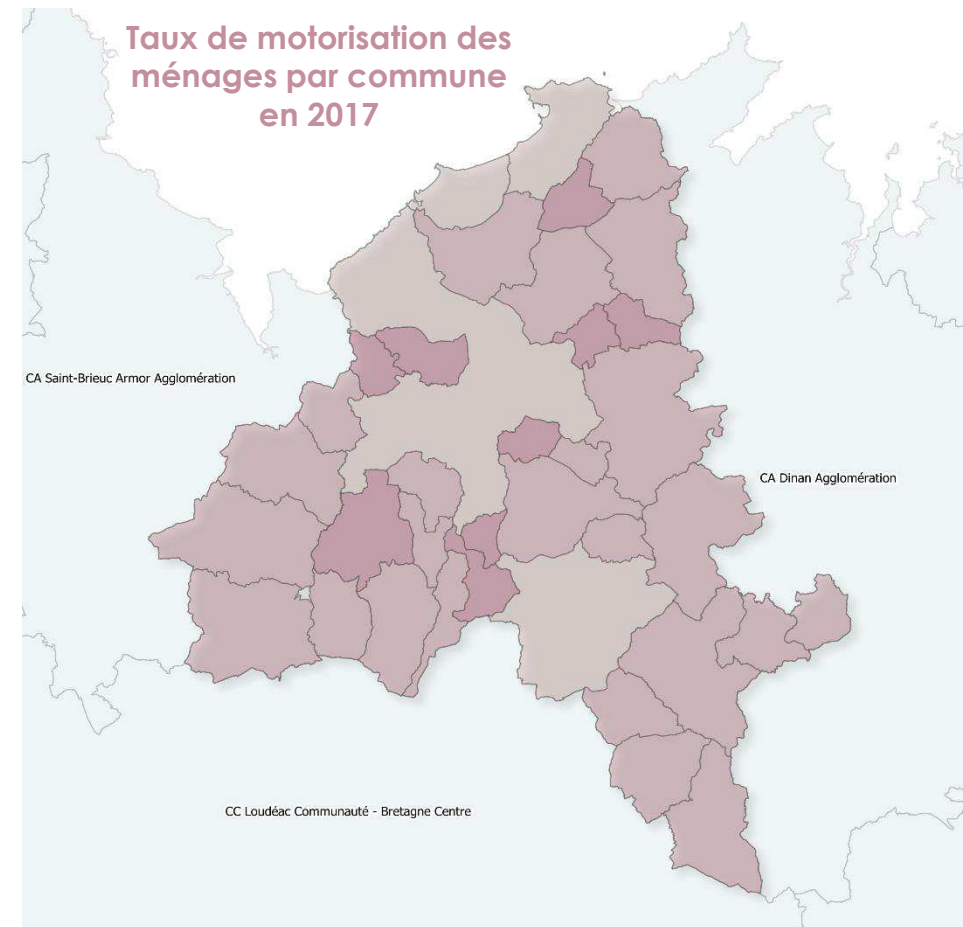 Taux de motorisation des
ménages par commune
en 2017
CA Saint-Brieuc Armor Agglomération
CA Dinan Agglomération
CC Loudéac Communauté - Bretagne Centre